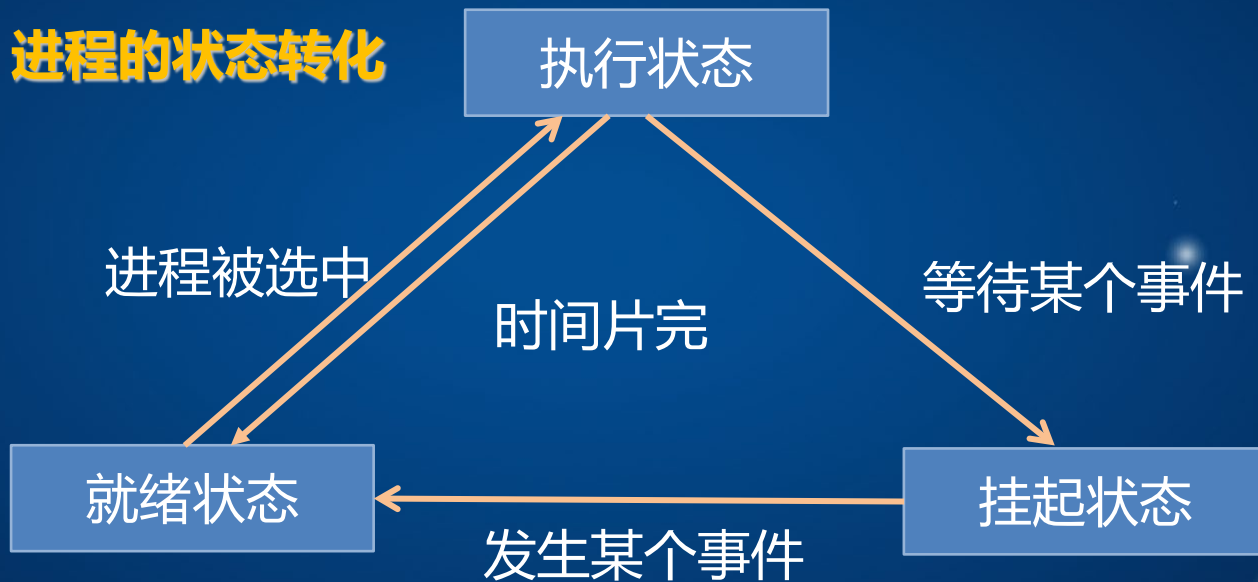 进程的状态转化
执行状态
进程被选中
时间片完
等待某个事件
就绪状态
挂起状态
发生某个事件